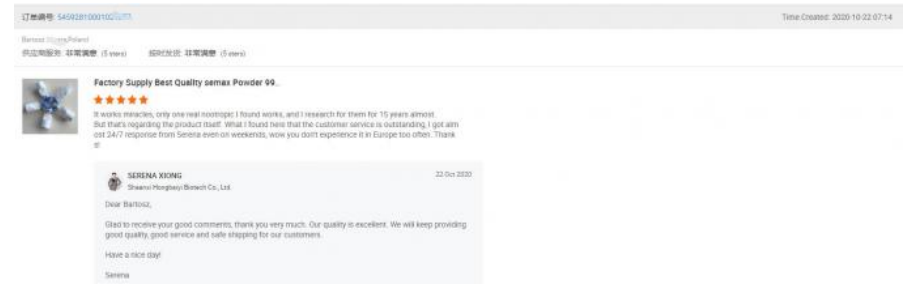 订单编号 5459281000102
Time Created: 2020-10-22 07:14
Bartosz Poland
供应商服务 非常满意 (5 stars) 按时发货 非常满意 (5 stars)
Factory Supply Best Quality semax Powder 99..
It works miracles, only one real nootropic I found works, and I research for them for 15 years almost.
But that's regarding the product itself. What I found here that the customer service is outstanding, I got alm
ost 24/7 response from Serena even on weekends, wow you don't experience it in Europe too often. Thank
s!
SERENA XIONG
22 Oct 2020
Shaanxi Hongbaiyi Biotech Co., Ltd.
Dear Bartosz,
Glad to receive your good comments, thank you very much. Our quality is excellent. We will keep providing
good quality, good service and safe shipping for our customers.
Have a nice day!
Serena